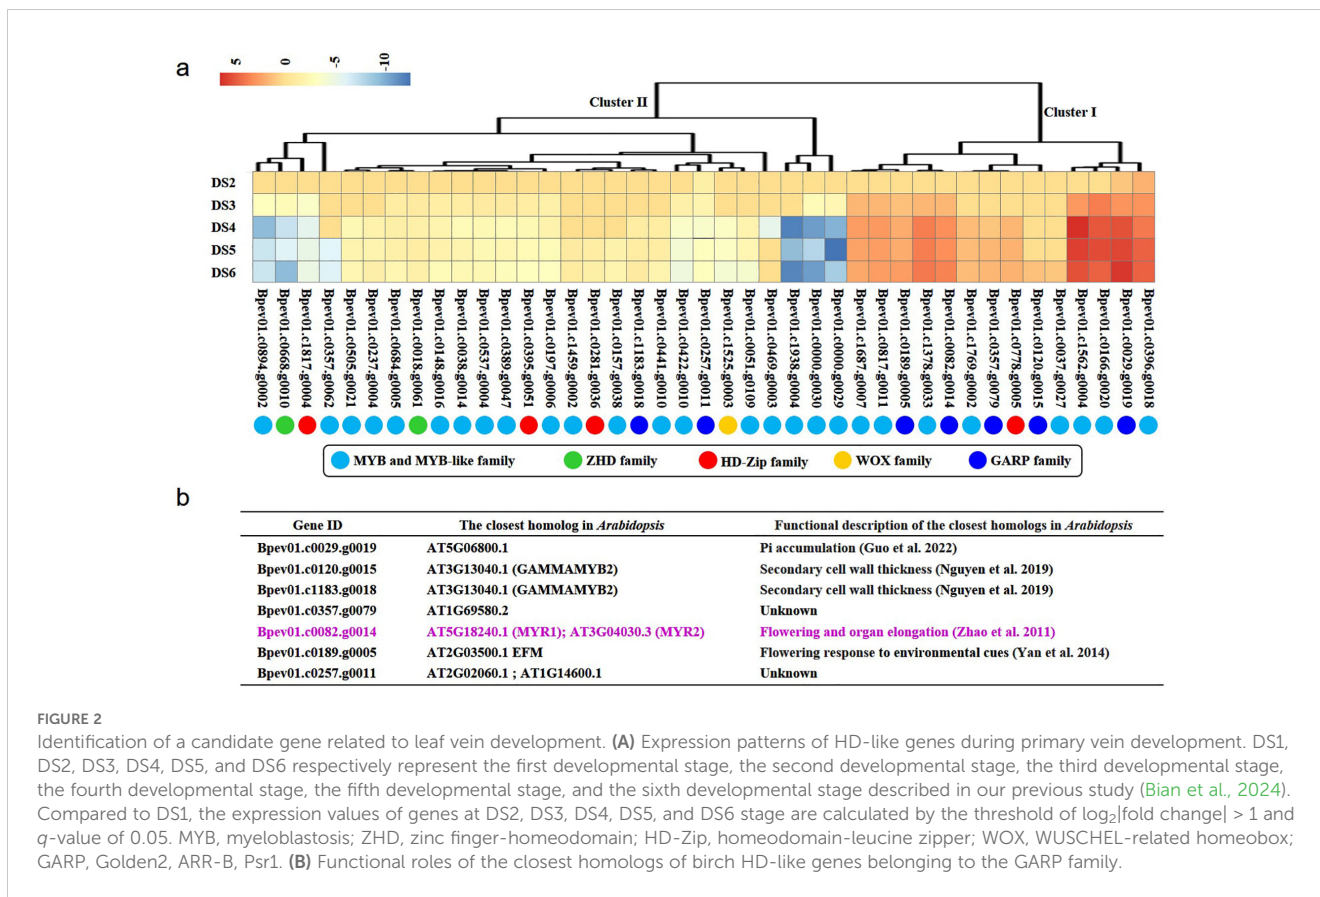 a
5 0 -5 -10
Cluster II
Cluster I
DS2
DS3
DS4
DS5
DS6
Bpev01.c0894.g0002
Bpev01.c0668.g0010
Bpev01.c1817.g0004
Bpev01.c0357.g0062
Bpev01.c0505.g0021
Bpev01.c0237.g0004
Bpev01.c0684.g0005
Bpev01.c0018.g0061
Bpev01.c0148.g0016
Bpev01.c0038.g0014
Bpev01.c0537.g0004
Bpev01.c0389.g0047
Bpev01.c0395.g0051
Bpev01.c0197.g0006
Bpev01.c1459.g0002
Bpev01.c0281.g0036
Bpev01.c0157.g0038
Bpev01.c1183.g0018
Bpev01.c0441.g0010
Bpev01.c0422.g0010
Bpev01.c0257.g0011
Bpev01.c1525.g0003
Bpev01.c0051.g0109
Bpev01.c0469.g0003
Bpev01.c1938.g0004
Bpev01.c0000.g0030
Bpev01.c0000.g0029
Bpev01.c1687.g0007
Bpev01.c0817.g0011
Bpev01.c0189.g0005
Bpev01.c1378.g0033
Bpev01.c0082.g0014
Bpev01.c1769.g0002
Bpev01.c0357.g0079
Bpev01.c0778.g0005
Bpev01.c0120.g0015
Bpev01.c0037.g0027
Bpev01.c1562.g0004
Bpev01.c0166.g0020
Bpev01.c0029.g0019
Bpev01.c0396.g0018
MYB and MYB-like family ZHD family HD-Zip family WOX family GARP family
b
Gene ID The closest homolog in Arabidopsis Functional description of the closest homologs in Arabidopsis
Bpev01.c0029.g0019 AT5G06800.1 Pi accumulation (Guo et al. 2022)
Bpev01.c0120.g0015 AT3G13040.1 (GAMMAMYB2) Secondary cell wall thickness (Nguyen et al. 2019)
Bpev01.c1183.g0018 AT3G13040.1 (GAMMAMYB2) Secondary cell wall thickness (Nguyen et al. 2019)
Bpev01.c0357.g0079 AT1G69580.2 Unknown
Bpev01.c0082.g0014 AT5G18240.1 (MYR1); AT3G04030.3 (MYR2) Flowering and organ elongation (Zhao et al. 2011)
Bpev01.c0189.g0005 AT2G03500.1 EFM Flowering response to environmental cues (Yan et al. 2014)
Bpev01.c0257.g0011 AT2G02060.1 ; AT1G14600.1 Unknown
FIGURE 2
Identification of a candidate gene related to leaf vein development. (A) Expression patterns of HD-like genes during primary vein development. DS1,
DS2, DS3, DS4, DS5, and DS6 respectively represent the first developmental stage, the second developmental stage, the third developmental stage,
the fourth developmental stage, the fifth developmental stage, and the sixth developmental stage described in our previous study (Bian et al., 2024).
Compared to DS1, the expression values of genes at DS2, DS3, DS4, DS5, and DS6 stage are calculated by the threshold of log₂|fold change| > 1 and
q-value of 0.05. MYB, myeloblastosis; ZHD, zinc finger-homeodomain; HD-Zip, homeodomain-leucine zipper; WOX, WUSCHEL-related homeobox;
GARP, Golden2, ARR-B, Psr1. (B) Functional roles of the closest homologs of birch HD-like genes belonging to the GARP family.